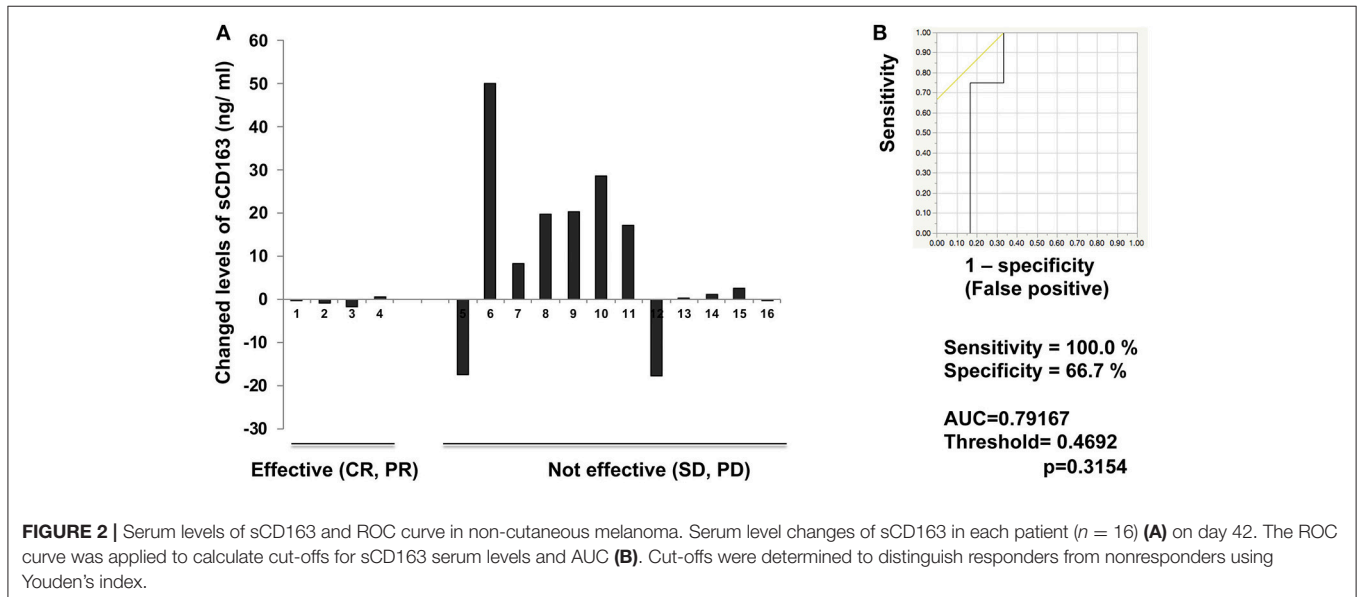 A
60
50
40
30
20
10
0
-10
-20
-30
Changed levels of sCD163 (ng/ ml)
1 2 3 4 5 6 7 8 9 10 11 12 13 14 15 16
Effective (CR, PR)
Not effective (SD, PD)
B
Sensitivity
1.00
0.90
0.80
0.70
0.60
0.50
0.40
0.30
0.20
0.10
0.00
0.00 0.10 0.20 0.30 0.40 0.50 0.60 0.70 0.80 0.90 1.00
1 – specificity
(False positive)
Sensitivity = 100.0 %
Specificity = 66.7 %
AUC=0.79167
Threshold= 0.4692
p=0.3154
FIGURE 2 | Serum levels of sCD163 and ROC curve in non-cutaneous melanoma. Serum level changes of sCD163 in each patient (n = 16) (A) on day 42. The ROC
curve was applied to calculate cut-offs for sCD163 serum levels and AUC (B). Cut-offs were determined to distinguish responders from nonresponders using
Youden's index.